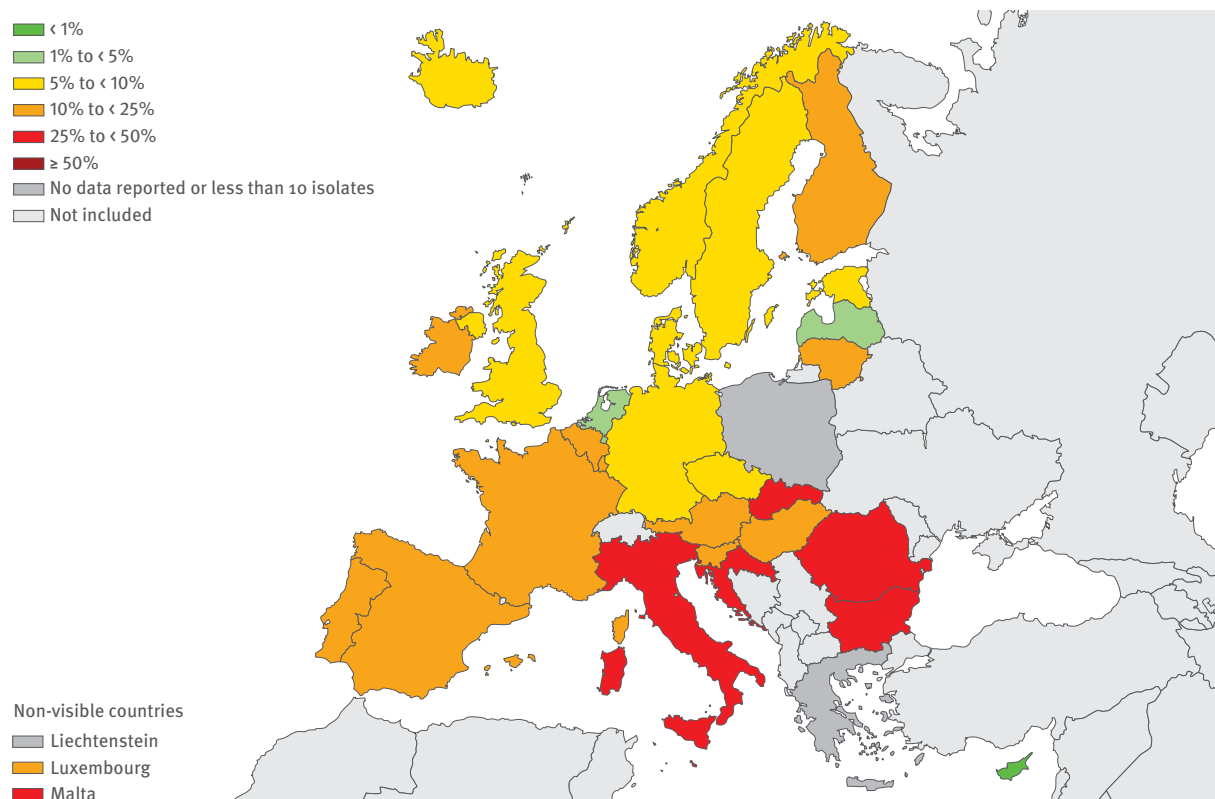 < 1%
1% to < 5%
5% to < 10%
10% to < 25%
25% to < 50%
≥ 50%
No data reported or less than 10 isolates
Not included
Non-visible countries
Liechtenstein
Luxembourg
Malta